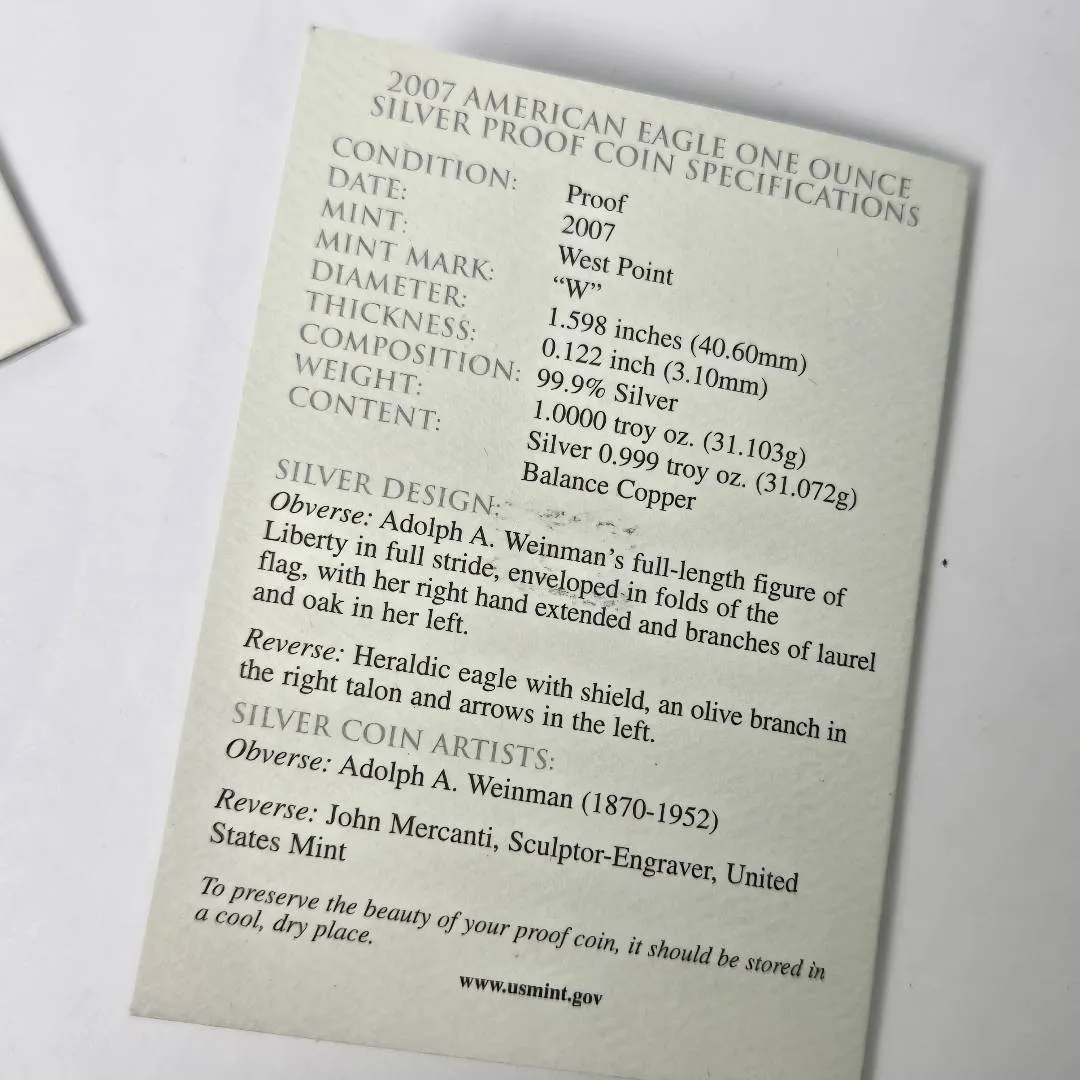 2007 AMERICAN EAGLE ONE OUNCE
SILVER PROOF COIN SPECIFICATIONS
CONDITION: Proof
DATE: 2007
MINT: West Point
MINT MARK: “W”
DIAMETER: 1.598 inches (40.60mm)
THICKNESS: 0.122 inch (3.10mm)
COMPOSITION: 99.9% Silver
WEIGHT: 1.0000 troy oz. (31.103g)
CONTENT: Silver 0.999 troy oz. (31.072g)
Balance Copper
SILVER DESIGN:
Obverse: Adolph A. Weinman’s full-length figure of
Liberty in full stride, enveloped in folds of the
flag, with her right hand extended and branches of laurel
and oak in her left.
Reverse: Heraldic eagle with shield, an olive branch in
the right talon and arrows in the left.
SILVER COIN ARTISTS:
Obverse: Adolph A. Weinman (1870-1952)
Reverse: John Mercanti, Sculptor-Engraver, United
States Mint
To preserve the beauty of your proof coin, it should be stored in
a cool, dry place.
www.usmint.gov